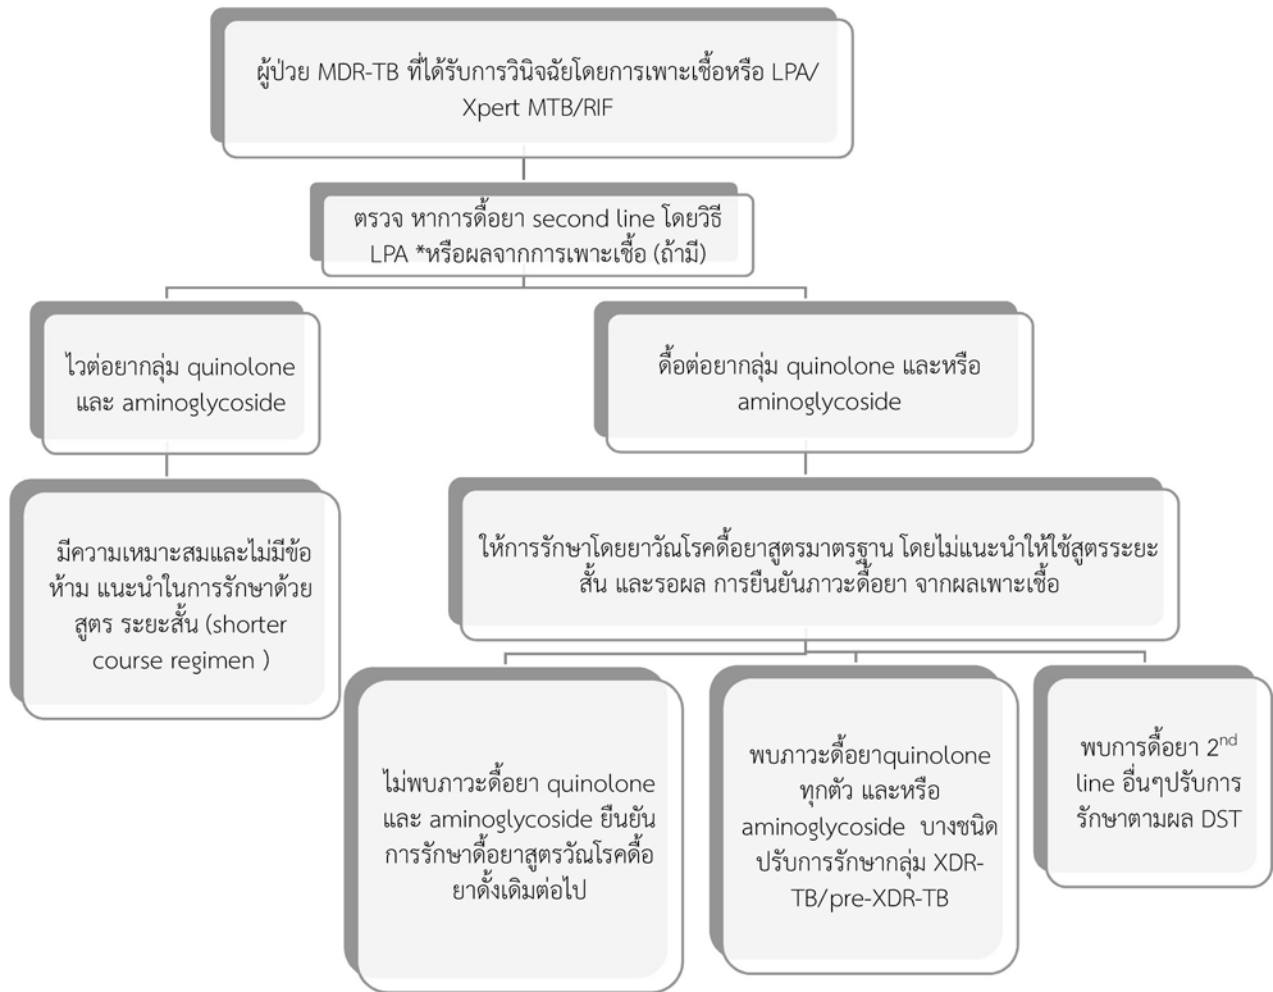 ผู้ป่วย MDR-TB ที่ได้รับการวินิจฉัยโดยการเพาะเชื้อหรือ LPA/
Xpert MTB/RIF
ตรวจ หาการดื้อยา second line โดยวิธี
LPA *หรือผลจากการเพาะเชื้อ (ถ้ามี)
ไวต่อยากลุ่ม quinolone
และ aminoglycoside
ดื้อต่อยากลุ่ม quinolone และหรือ
aminoglycoside
มีความเหมาะสมและไม่มีข้อ
ห้าม แนะนำในการรักษาด้วย
สูตร ระยะสั้น (shorter
course regimen )
ให้การรักษาโดยยาวัณโรคดื้อยาสูตรมาตรฐาน โดยไม่แนะนำให้ใช้สูตรระยะ
สั้น และรอผล การยืนยันภาวะดื้อยา จากผลเพาะเชื้อ
ไม่พบภาวะดื้อยา quinolone
และ aminoglycoside ยืนยัน
การรักษาดื้อยาสูตรวัณโรคดื้อ
ยาดั้งเดิมต่อไป
พบภาวะดื้อยาquinolone
ทุกตัว และหรือ
aminoglycoside บางชนิด
ปรับการรักษากลุ่ม XDR-
TB/pre-XDR-TB
พบการดื้อยา 2nd
line อื่นๆปรับการ
รักษาตามผล DST